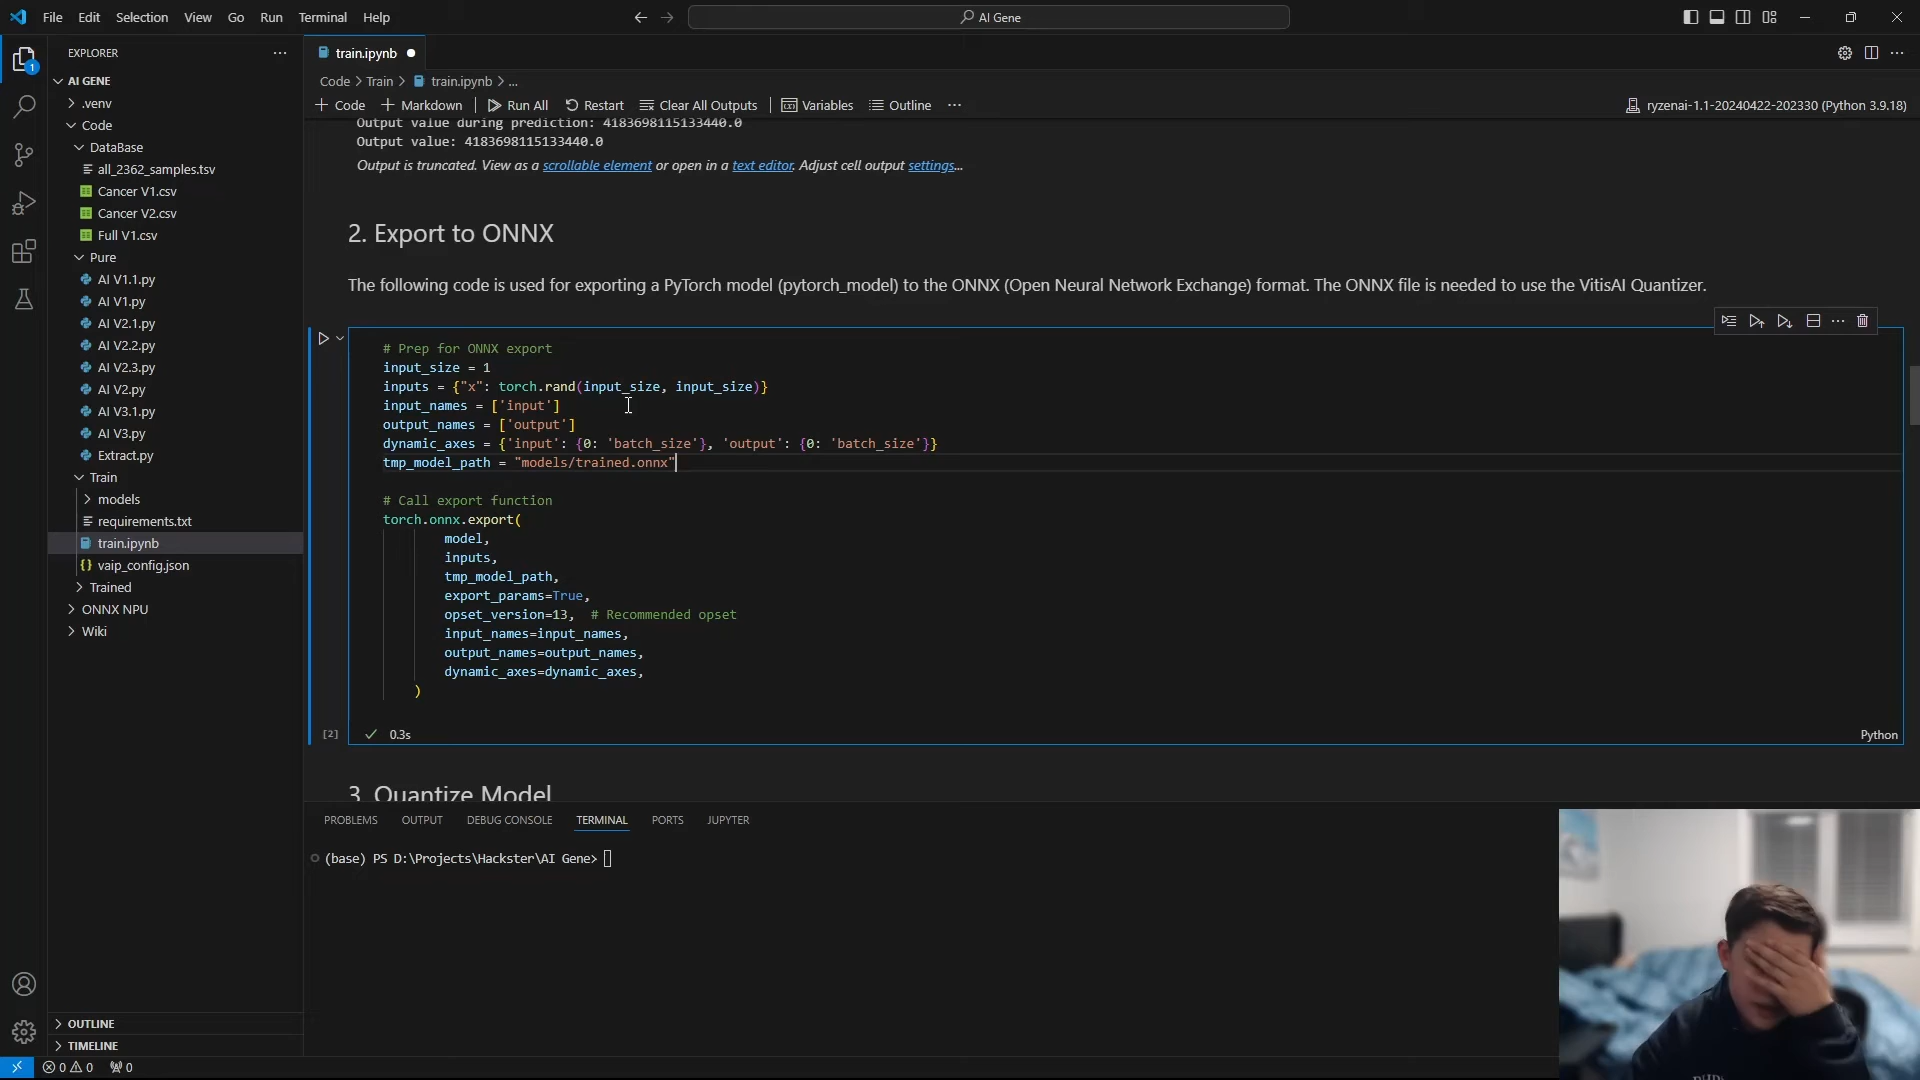 File Edit Selection View Go Run Terminal Help
AI Gene
EXPLORER
AI GENE
.venv
Code
DataBase
all_2362_samples.tsv
Cancer V1.csv
Cancer V2.csv
Full V1.csv
Pure
AI V1.1.py
AI V1.py
AI V2.1.py
AI V2.2.py
AI V2.3.py
AI V2.py
AI V3.1.py
AI V3.py
Extract.py
Train
models
requirements.txt
train.ipynb
{} vaip_config.json
Trained
ONNX NPU
Wiki
OUTLINE
TIMELINE
1
train.ipynb
Code > Train > train.ipynb > ...
+ Code + Markdown Run All Restart Clear All Outputs Variables Outline ...
ryzenai-1.1-20240422-202330 (Python 3.9.18)
Output value during prediction: 4183698115133440.0
Output value: 4183698115133440.0
Output is truncated. View as a scrollable element or open in a text editor. Adjust cell output settings...
2. Export to ONNX
The following code is used for exporting a PyTorch model (pytorch_model) to the ONNX (Open Neural Network Exchange) format. The ONNX file is needed to use the VitisAI Quantizer.
# Prep for ONNX export
input_size = 1
inputs = {"x": torch.rand(input_size, input_size)}
input_names = ['input']
output_names = ['output']
dynamic_axes = {'input': {0: 'batch_size'}, 'output': {0: 'batch_size'}}
tmp_model_path = "models/trained.onnx"
# Call export function
torch.onnx.export(
model,
inputs,
tmp_model_path,
export_params=True,
opset_version=13, # Recommended opset
input_names=input_names,
output_names=output_names,
dynamic_axes=dynamic_axes,
)
[2] 0.3s
Python
3. Quantize Model
PROBLEMS OUTPUT DEBUG CONSOLE TERMINAL PORTS JUPYTER
(base) PS D:\Projects\Hackster\AI Gene>
0 0 0